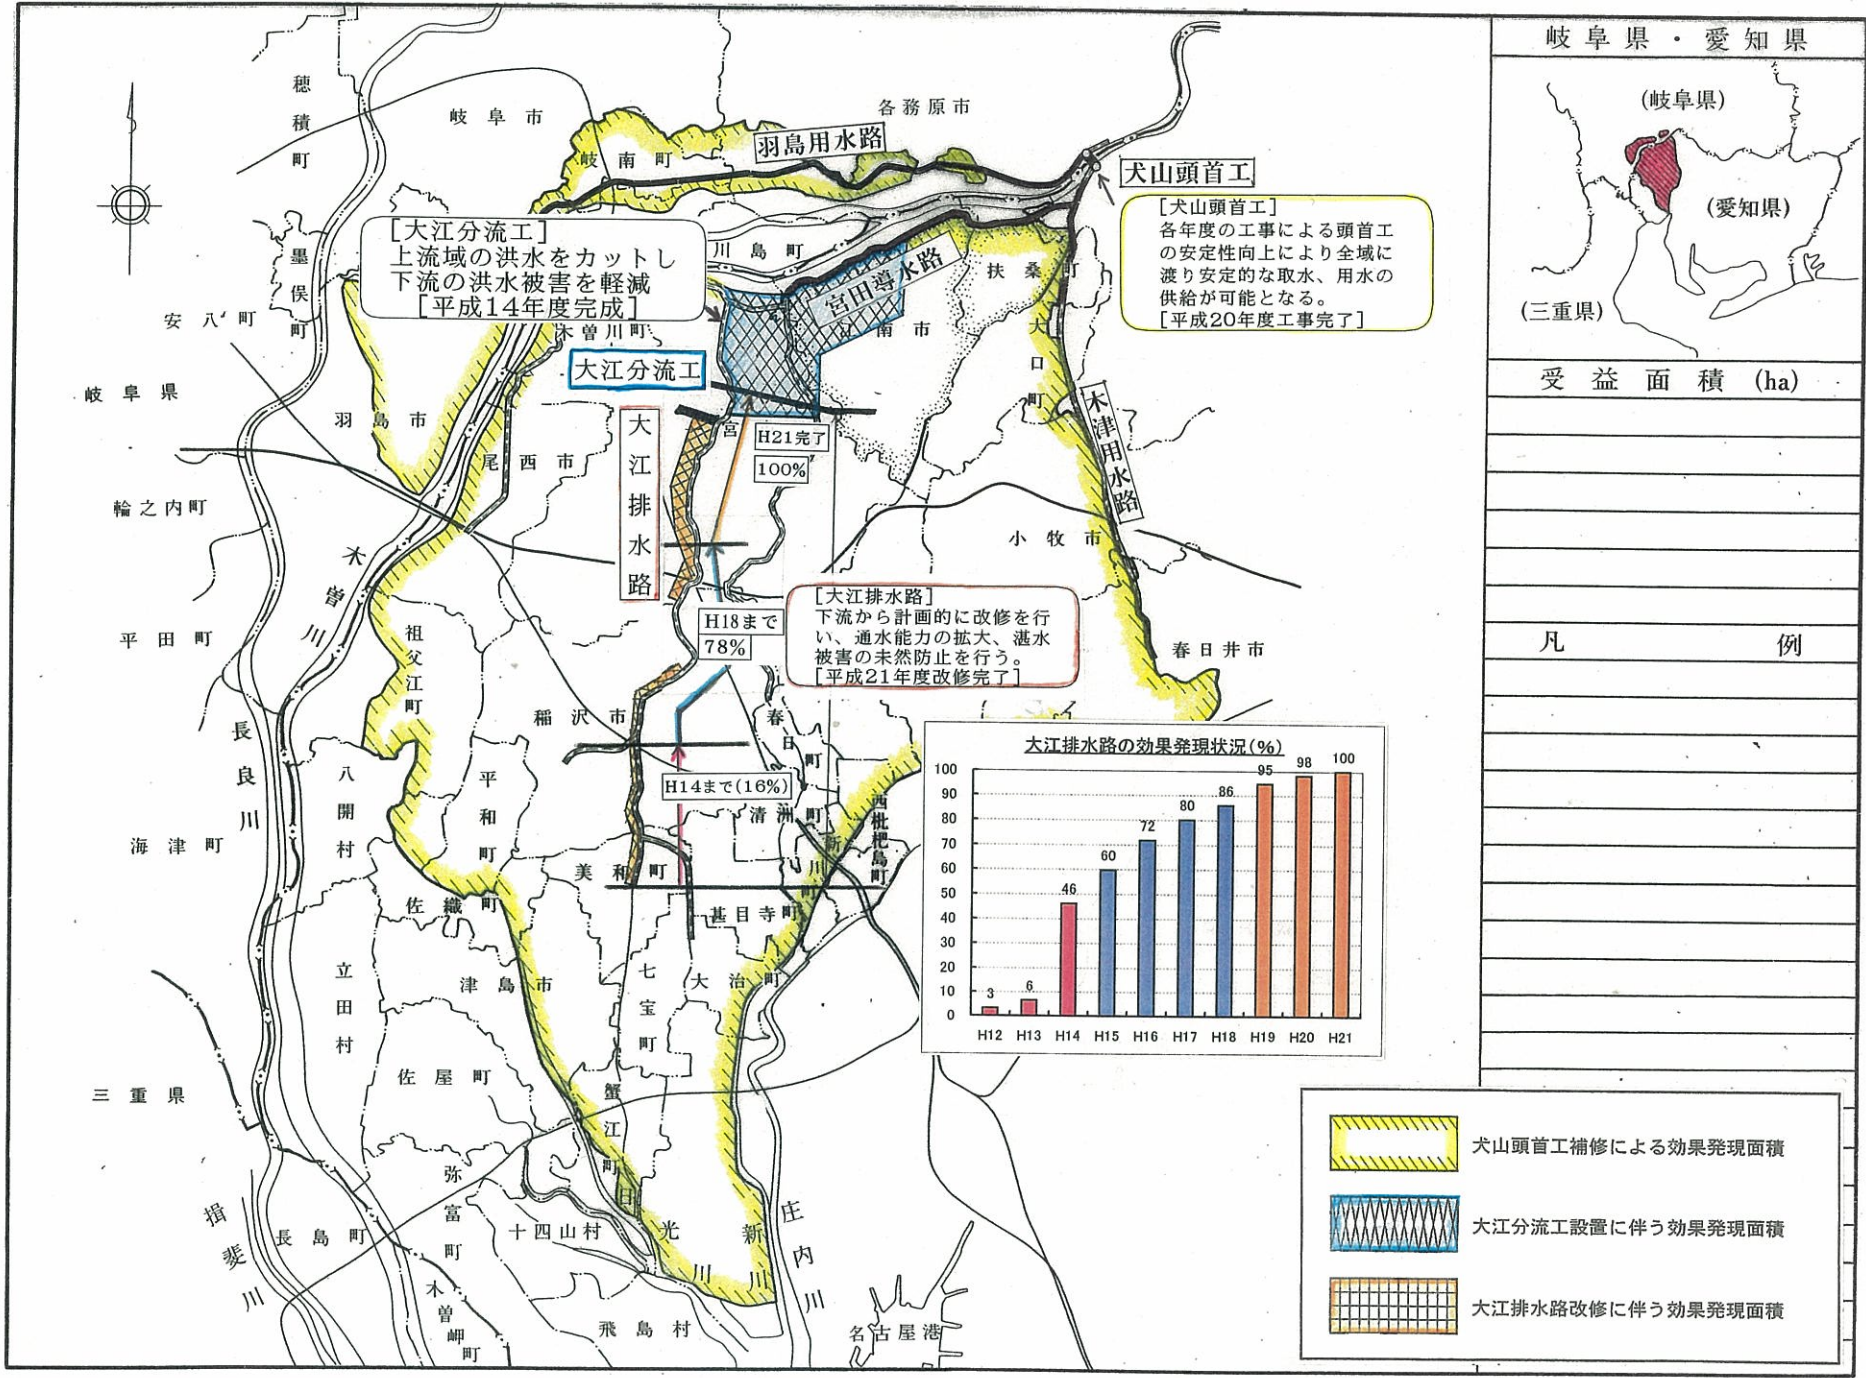 岐阜県・愛知県
(岐阜県)
(愛知県)
(三重県)
受益面積 (ha)
凡例
穂積町
岐阜市
各務原市
岐南町
羽島用水路
犬山頭首工
[犬山頭首工]
各年度の工事による頭首工
の安定性向上により全域に
渡り安定的な取水、用水の
供給が可能となる。
[平成20年度工事完了]
[大江分流工]
上流域の洪水をカットし
下流の洪水被害を軽減
[平成14年度完成]
川島町
宮田導水路
扶桑町
墨俣町
安八町
木曽川町
南市
大口町
大江分流工
岐阜県
羽島市
大江排水路
宮
H21完了
100%
木津用水路
尾西市
輪之内町
小牧市
木曽川
[大江排水路]
下流から計画的に改修を行
い、通水能力の拡大、湛水
被害の未然防止を行う。
[平成21年度改修完了]
H18まで
78%
平田町
祖父江町
春日井市
稲沢市
春日町
長良川
八開村
平和町
H14まで(16%)
清洲町
西枇杷島町
新川町
海津町
美和町
佐織町
甚目寺町
立田村
津島市
七宝町
大治町
大江排水路の効果発現状況(%)
100
90
80
70
60
50
40
30
20
10
0
3
6
46
60
72
80
86
95
98
100
H12 H13 H14 H15 H16 H17 H18 H19 H20 H21
三重県
佐屋町
蟹江町
弥富町
揖斐川
長島町
十四山村
日光川
新川
庄内川
木曽岬町
飛島村
名古屋港
犬山頭首工補修による効果発現面積
大江分流工設置に伴う効果発現面積
大江排水路改修に伴う効果発現面積